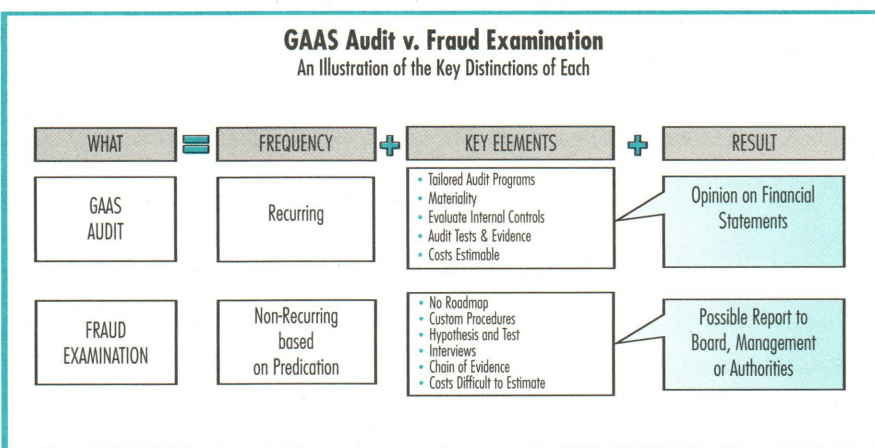 GAAS Audit v. Fraud Examination
An Illustration of the Key Distinctions of Each
WHAT = FREQUENCY + KEY ELEMENTS + RESULT
GAAS
AUDIT
Recurring
• Tailored Audit Programs
• Materiality
• Evaluate Internal Controls
• Audit Tests & Evidence
• Costs Estimable
Opinion on Financial
Statements
FRAUD
EXAMINATION
Non-Recurring
based
on Predication
• No Roadmap
• Custom Procedures
• Hypothesis and Test
• Interviews
• Chain of Evidence
• Costs Difficult to Estimate
Possible Report to
Board, Management
or Authorities